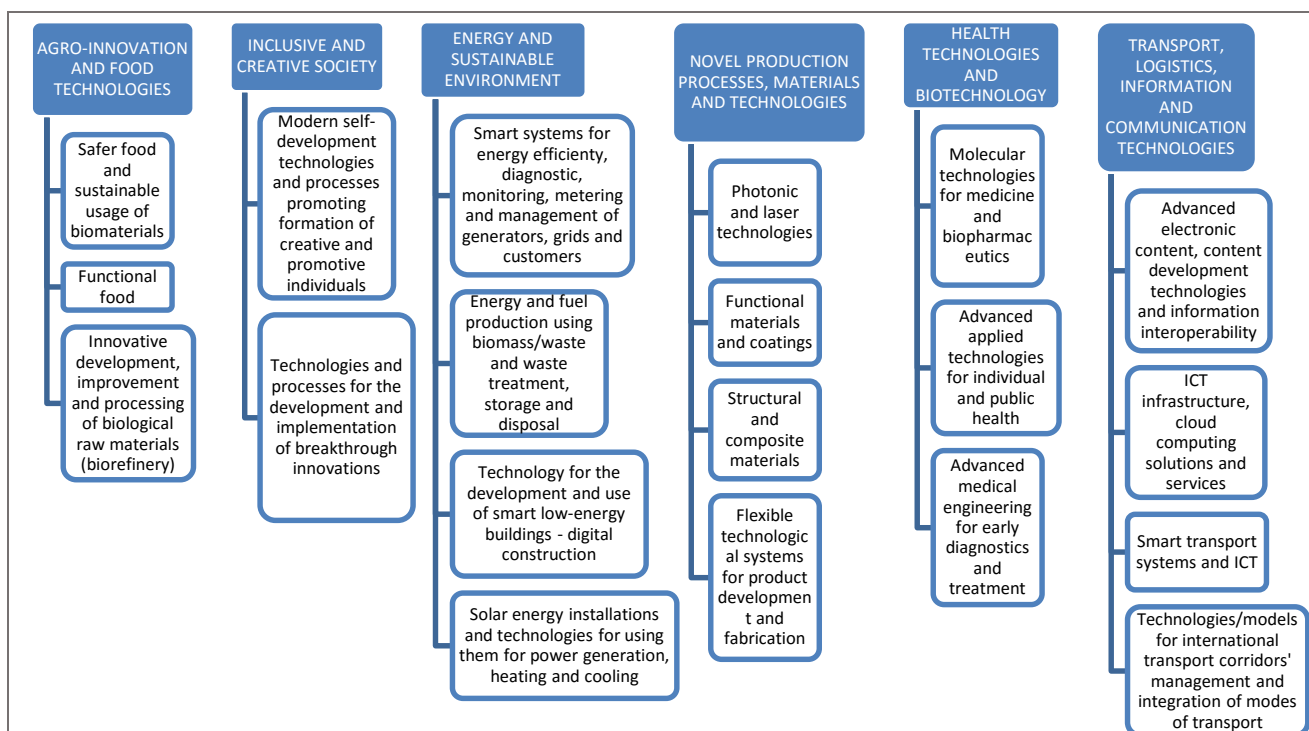 AGRO-INNOVATION
AND FOOD
TECHNOLOGIES
Safer food
and
sustainable
usage of
biomaterials
Functional
food
Innovative
development,
improvement
and processing
of biological
raw materials
(biorefinery)
INCLUSIVE AND
CREATIVE SOCIETY
Modern self-
development
technologies
and processes
promoting
formation of
creative and
promotive
individuals
Technologies and
processes for the
development and
implementation
of breakthrough
innovations
ENERGY AND
SUSTAINABLE
ENVIRONMENT
Smart systems for
energy efficienty,
diagnostic,
monitoring, metering
and management of
generators, grids and
customers
Energy and fuel
production using
biomass/waste
and waste
treatment,
storage and
disposal
Technology for the
development and use
of smart low-energy
buildings - digital
construction
Solar energy installations
and technologies for using
them for power generation,
heating and cooling
NOVEL PRODUCTION
PROCESSES, MATERIALS
AND TECHNOLOGIES
Photonic and
laser
technologies
Functional
materials
and coatings
Structural
and
composite
materials
Flexible
technologic
al systems
for product
developmen
t and
fabrication
HEALTH
TECHNOLOGIES
AND
BIOTECHNOLOGY
Molecular
technologies
for medicine
and
biopharmac
eutics
Advanced
applied
technologies
for individual
and public
health
Advanced
medical
engineering
for early
diagnostics
and
treatment
TRANSPORT,
LOGISTICS,
INFORMATION
AND
COMMUNICATION
TECHNOLOGIES
Advanced
electronic
content, content
development
technologies
and information
interoperability
ICT
infrastructure,
cloud
computing
solutions and
services
Smart transport
systems and ICT
Technologies/models
for international
transport corridors'
management and
integration of modes
of transport